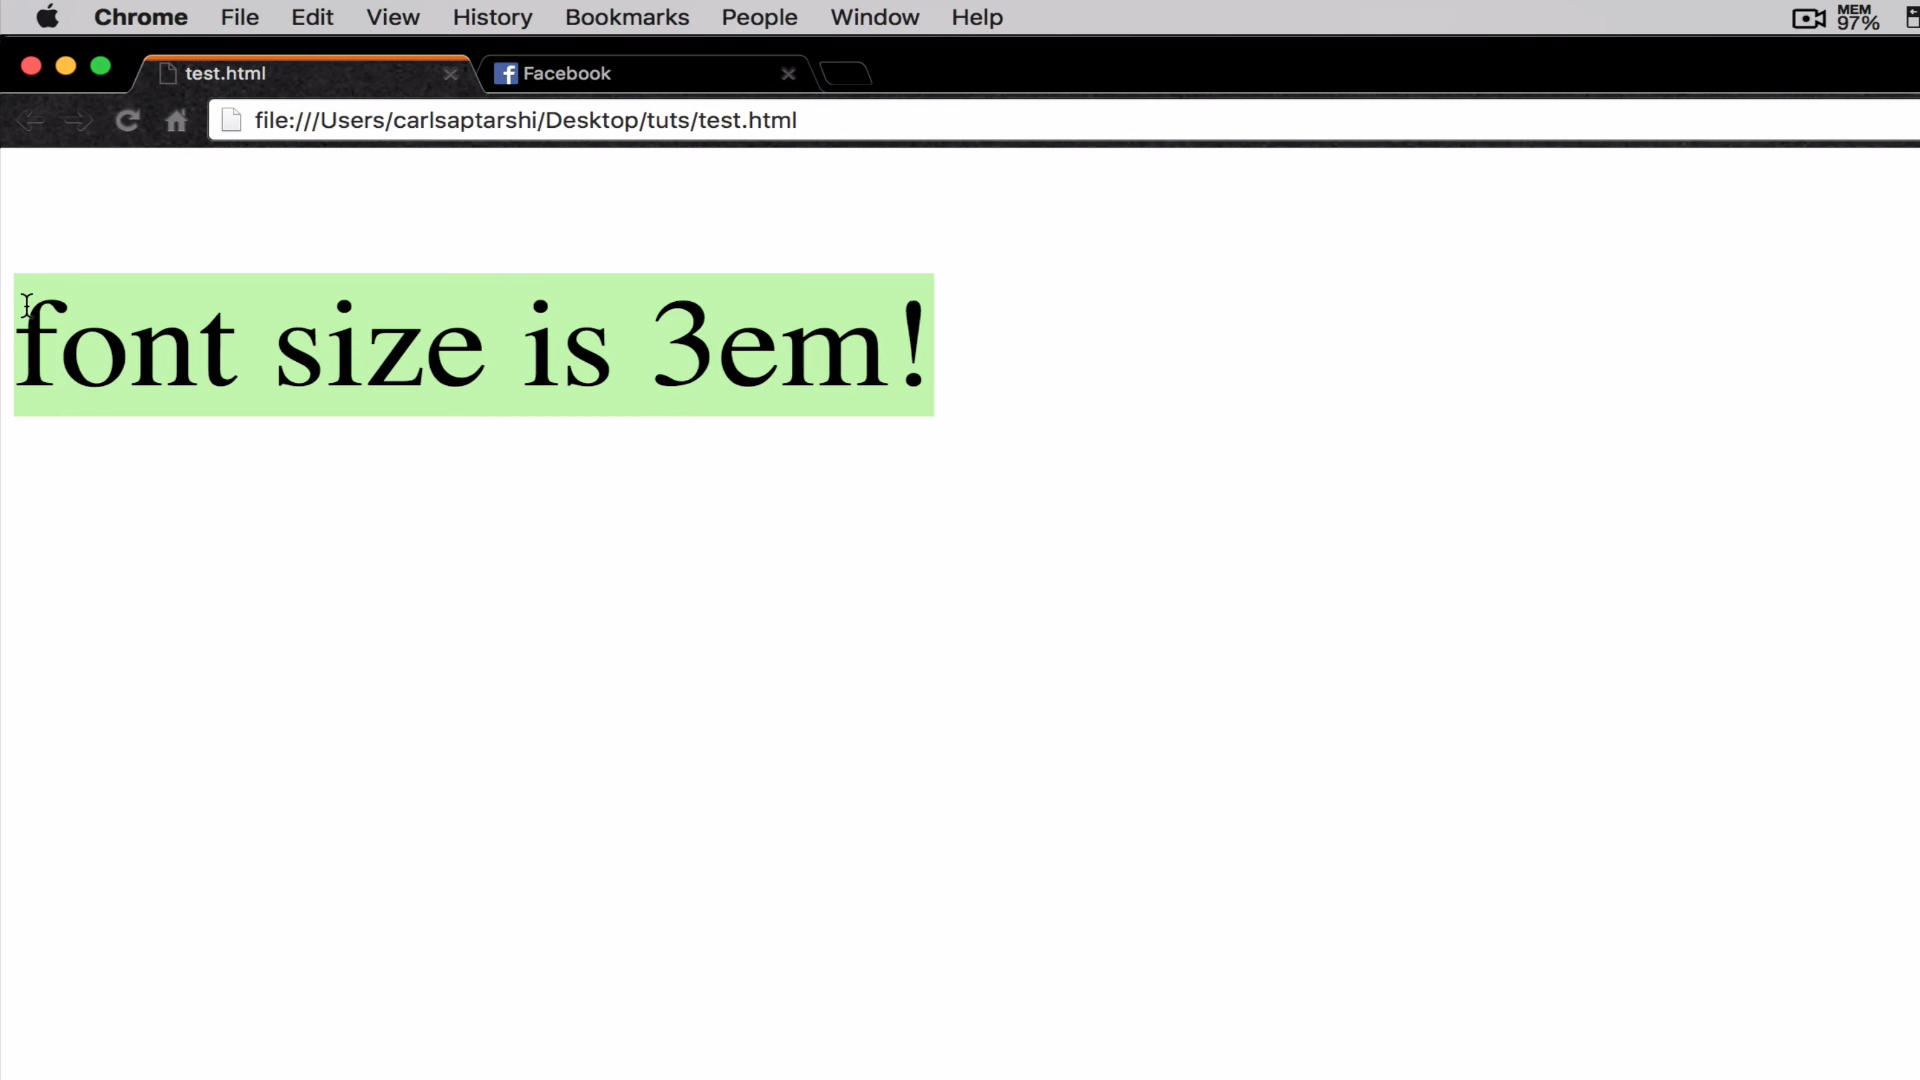 Chrome File Edit View History Bookmarks People Window Help MEM 97%
test.html Facebook
file:///Users/carlsaptarshi/Desktop/tuts/test.html
font size is 3em!